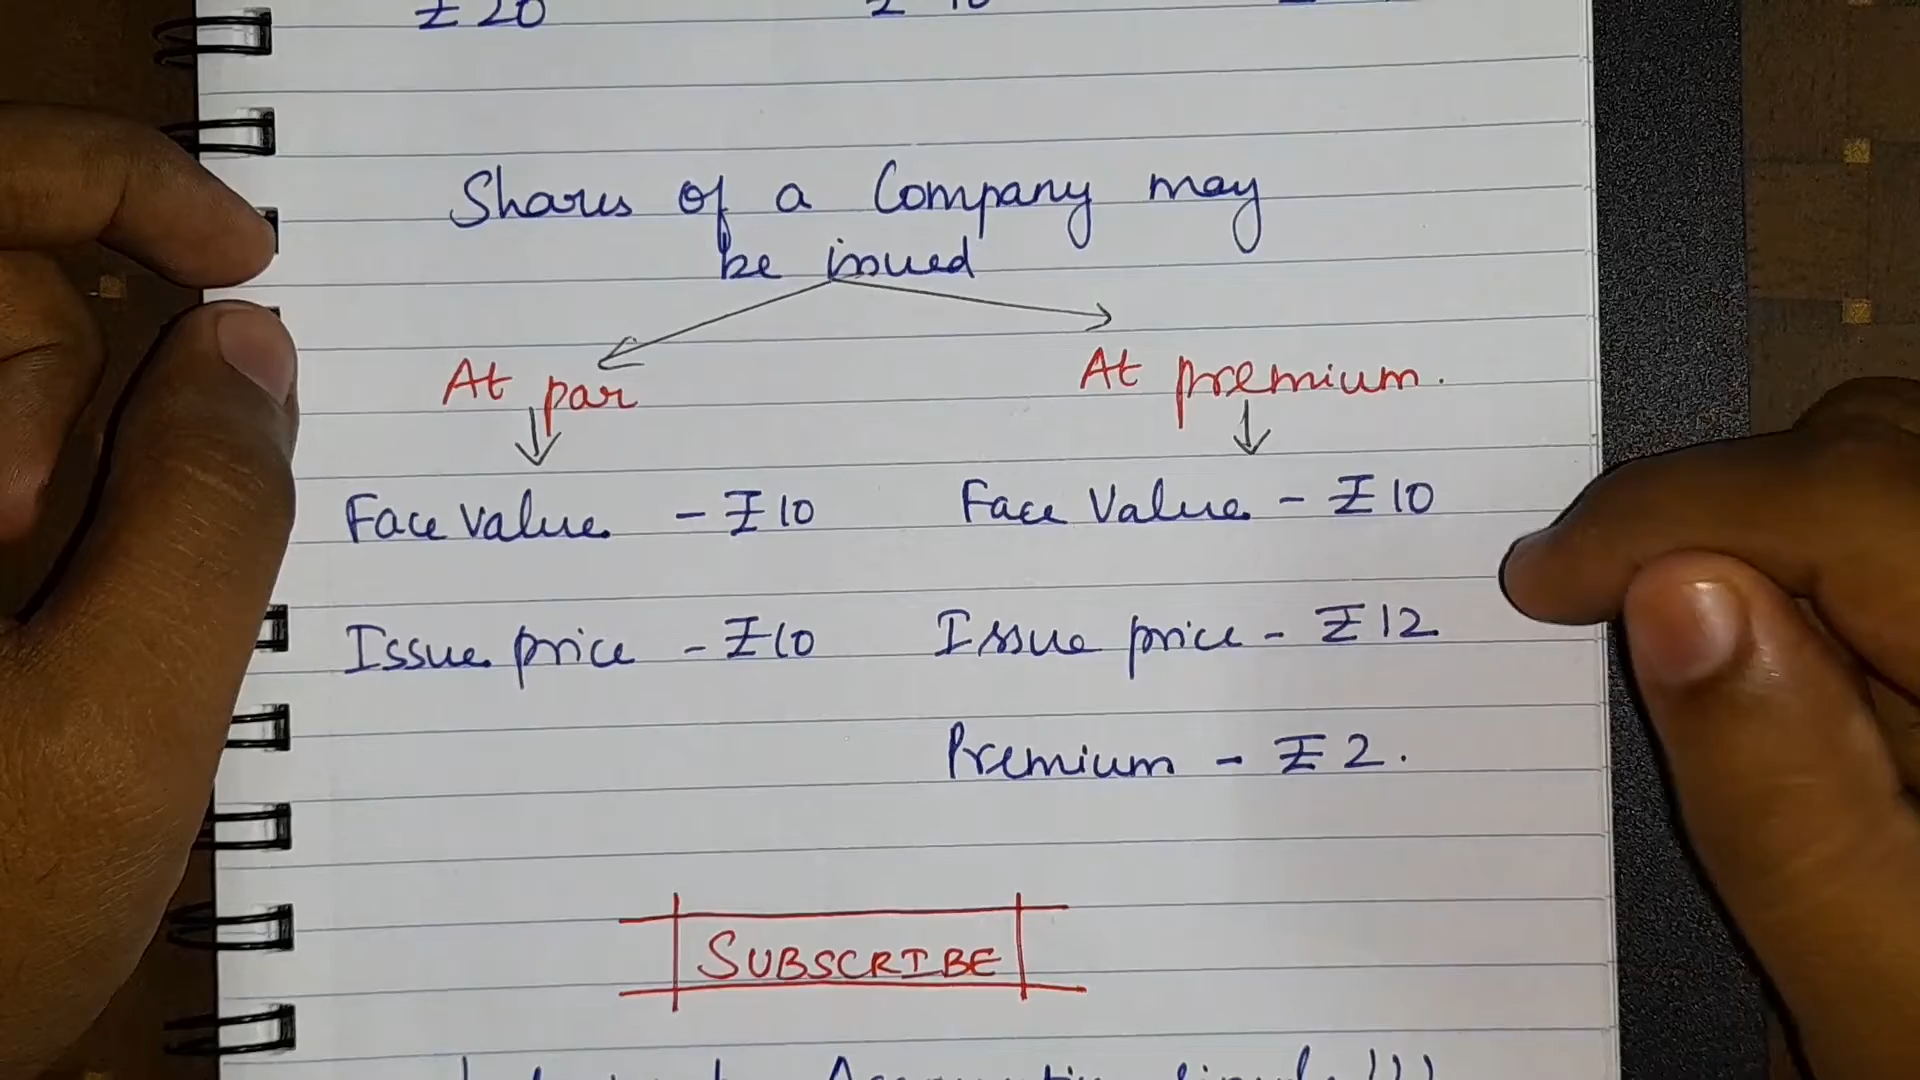 ₹ 20
Shares of a Company may
be issued
At par At premium.
Face value - ₹10 Face Value - ₹10
Issue price - ₹10 Issue price - ₹12
Premium - ₹2.
SUBSCRIBE